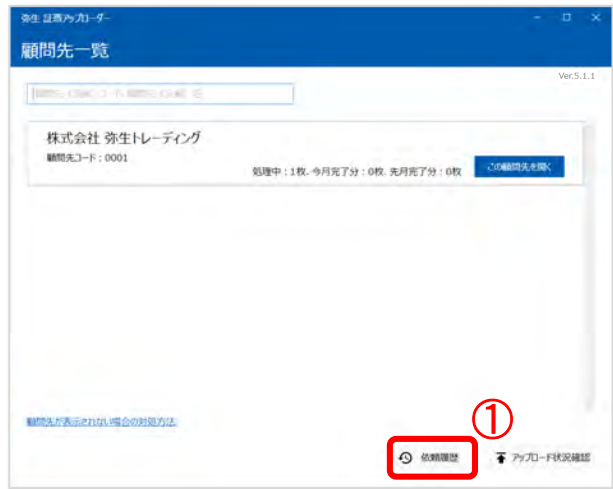 弥生 証憑アップローダー
顧問先一覧
Ver.5.1.1
株式会社 弥生トレーディング
顧問先コード：0001
処理中：1枚. 今月完了分：0枚. 先月完了分：0枚
この顧問先を開く
顧問先が表示されない場合の対処方法
①
依頼履歴
アップロード状況確認